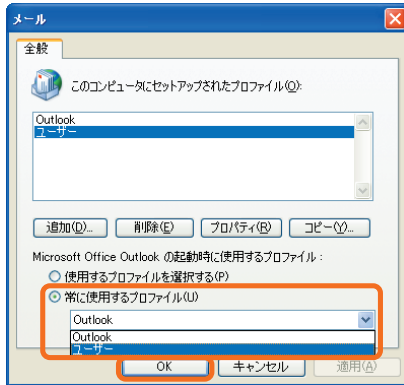 メール
全般
このコンピュータにセットアップされたプロファイル(O):
Outlook
ユーザー
追加(D)... 削除(E) プロパティ(R) コピー(Y)...
Microsoft Office Outlook の起動時に使用するプロファイル :
使用するプロファイルを選択する(P)
常に使用するプロファイル(U)
Outlook
Outlook
ユーザー
OK キャンセル 適用(A)